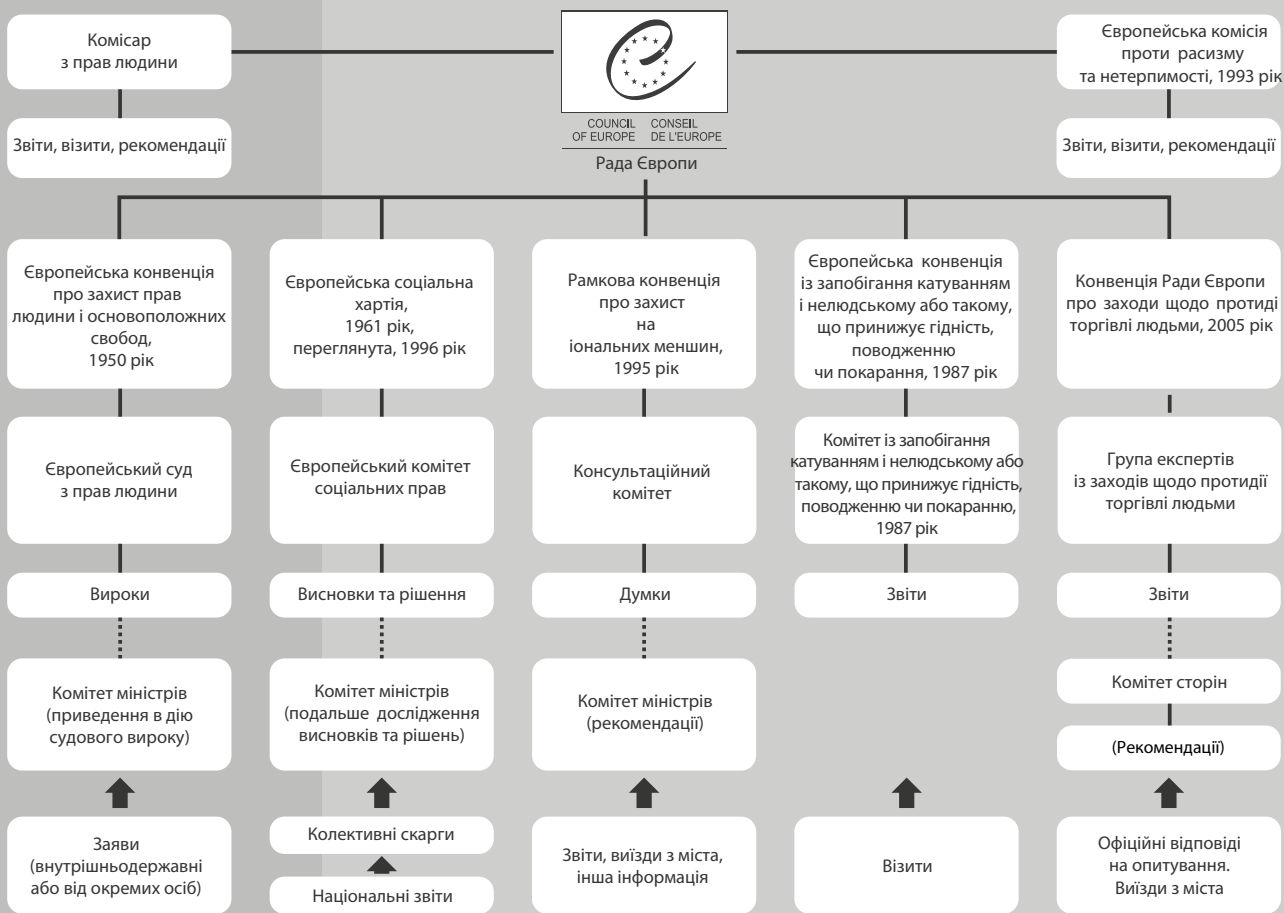 Комісар
з прав людини
Звіти, візити, рекомендації
COUNCIL OF EUROPE
CONSEIL DE L'EUROPE
Рада Європи
Європейська комісія
проти расизму
та нетерпимості, 1993 рік
Звіти, візити, рекомендації
Європейська конвенція
про захист прав
людини і основоположних
свобод,
1950 рік
Європейська соціальна
хартія,
1961 рік,
переглянута, 1996 рік
Рамкова конвенція
про захист
на
іональних меншин,
1995 рік
Європейська конвенція
із запобігання катуванням
і нелюдському або такому,
що принижує гідність,
поводженню
чи покарання, 1987 рік
Конвенція Ради Європи
про заходи щодо протиді
торгівлі людьми, 2005 рік
Європейський суд
з прав людини
Європейський комітет
соціальних прав
Консультаційний
комітет
Комітет із запобігання
катуванням і нелюдському або
такому, що принижує гідність,
поводженню чи покаранню,
1987 рік
Група експертів
із заходів щодо протидії
торгівлі людьми
Вироки
Висновки та рішення
Думки
Звіти
Звіти
Комітет міністрів
(приведення в дію
судового вироку)
Комітет міністрів
(подальше дослідження
висновків та рішень)
Комітет міністрів
(рекомендації)
Комітет сторін
(Рекомендації)
Заяви
(внутрішньодержавні
або від окремих осіб)
Колективні скарги
Національні звіти
Звіти, виїзди з міста,
інша інформація
Візити
Офіційні відповіді
на опитування.
Виїзди з міста